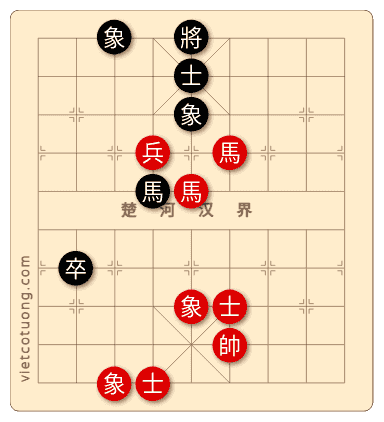 象 將
士
象
兵 馬
馬 馬
楚 河 汉 界
卒
象 士
帥
象 士
vietcotuong.com